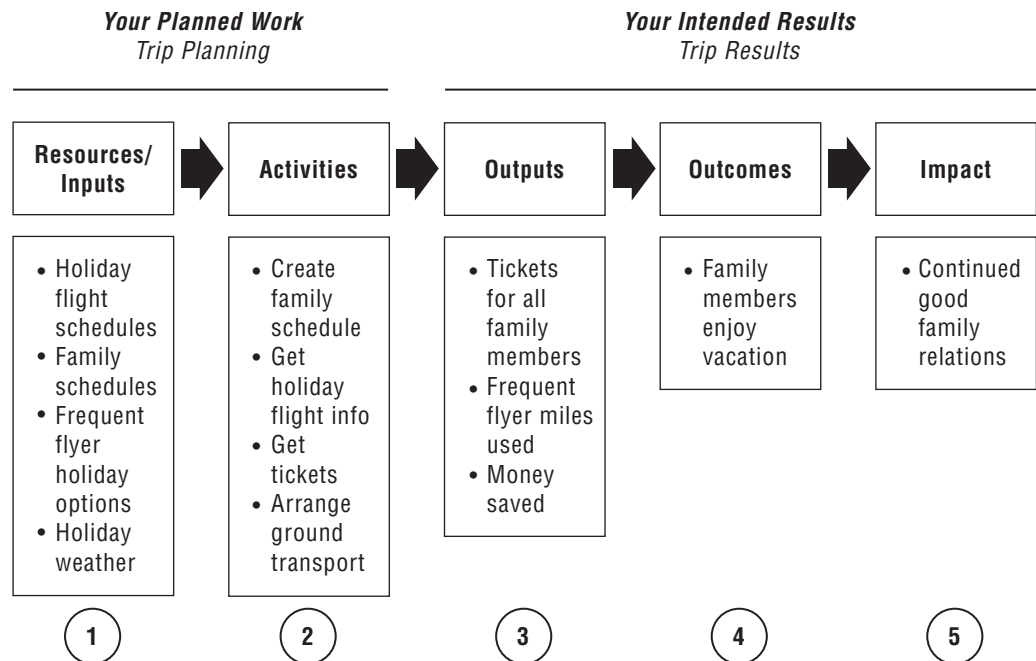 Your Planned Work
Trip Planning
Your Intended Results
Trip Results
Resources/
Inputs
Activities
Outputs
Outcomes
Impact
• Holiday
flight
schedules
• Family
schedules
• Frequent
flyer
holiday
options
• Holiday
weather
• Create
family
schedule
• Get
holiday
flight info
• Get
tickets
• Arrange
ground
transport
• Tickets
for all
family
members
• Frequent
flyer miles
used
• Money
saved
• Family
members
enjoy
vacation
• Continued
good
family
relations
1
2
3
4
5